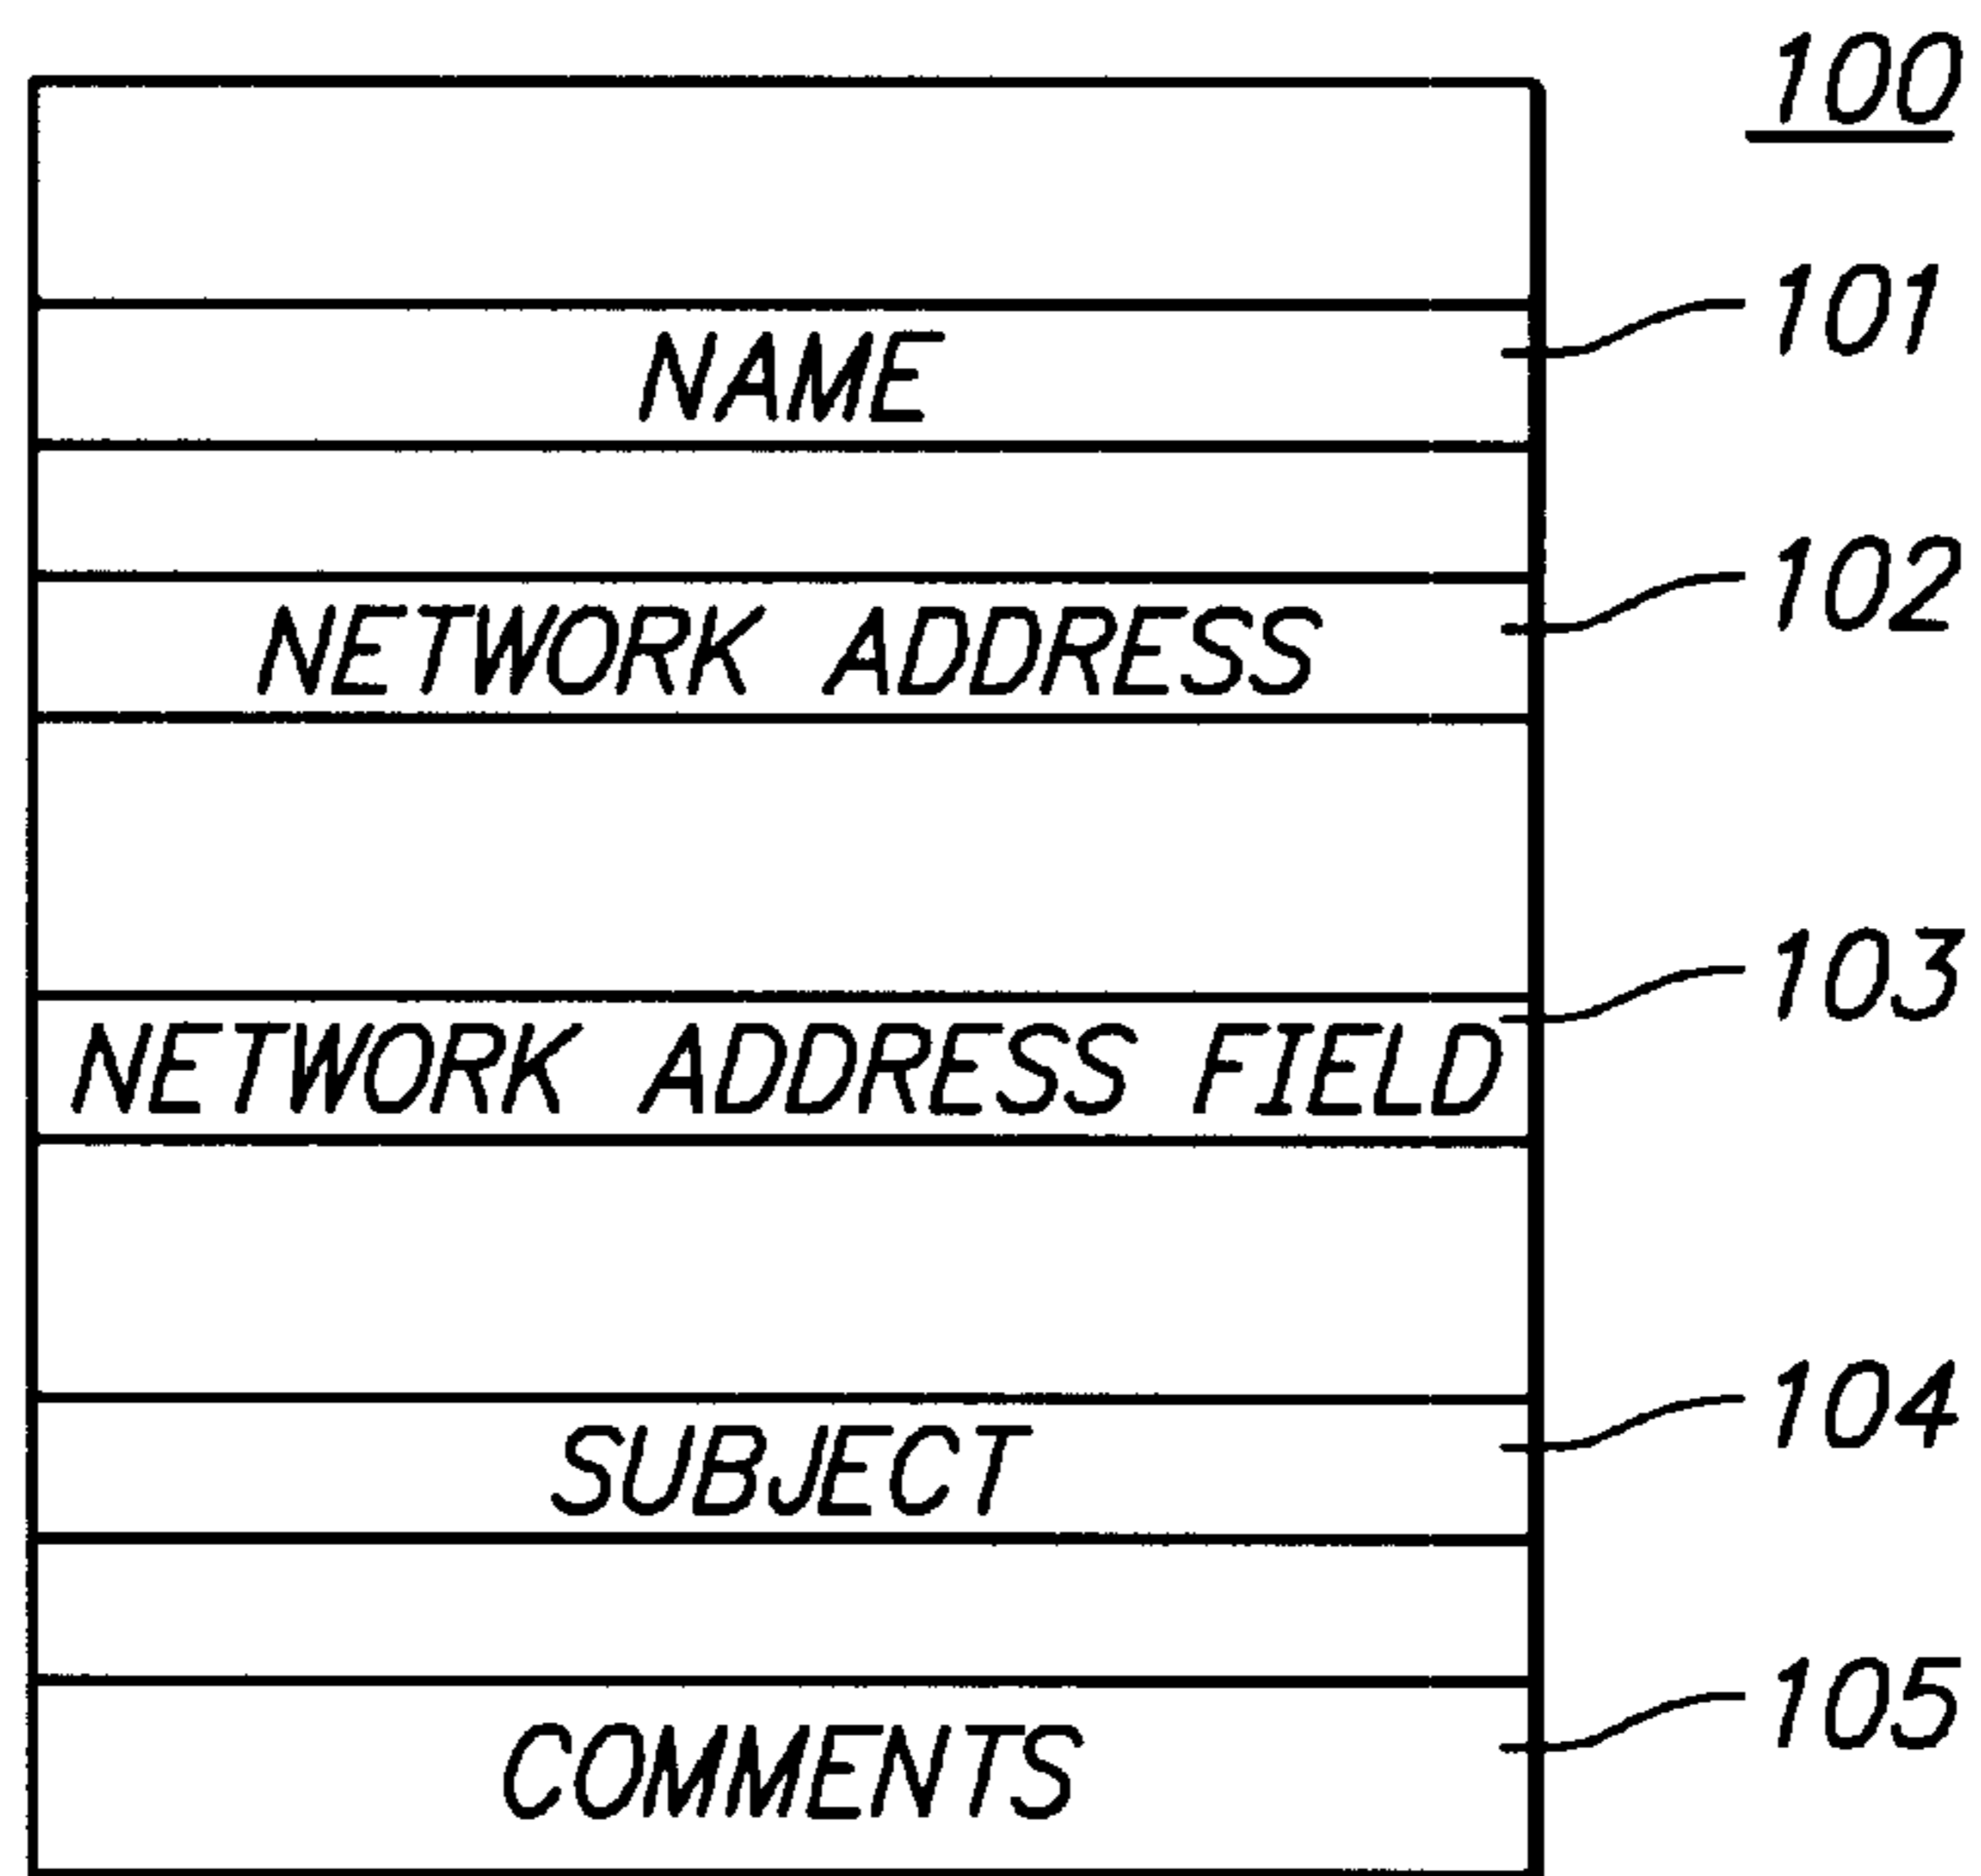 100
NAME 101
NETWORK ADDRESS 102
NETWORK ADDRESS FIELD 103
SUBJECT 104
COMMENTS 105